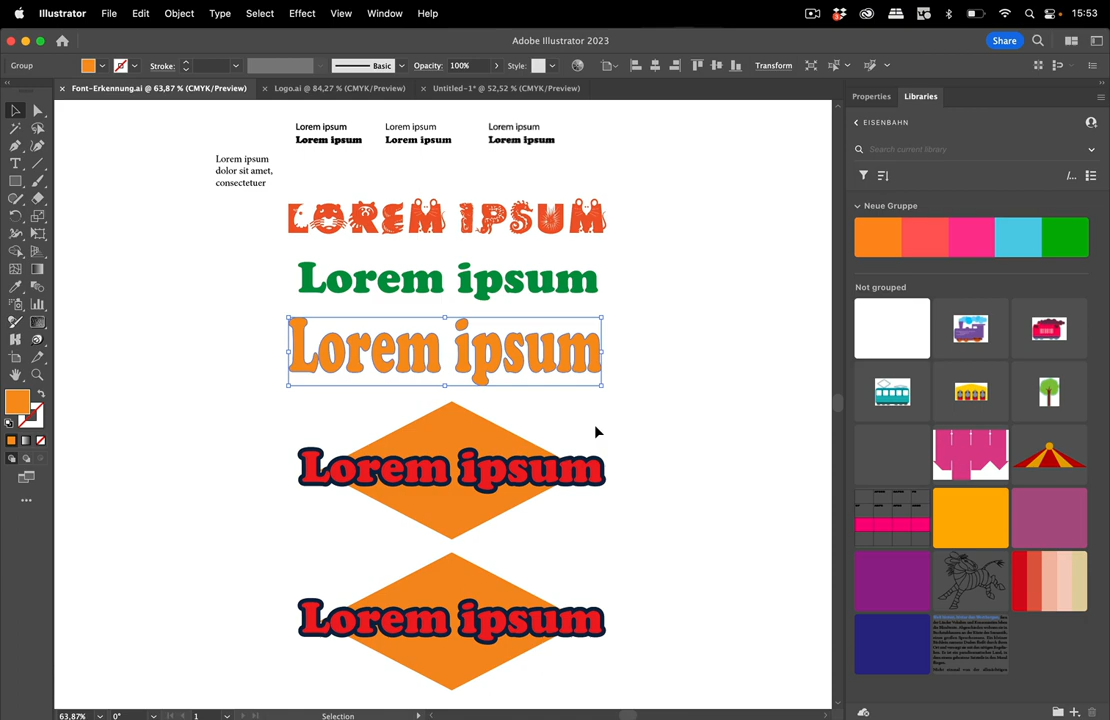 Illustrator File Edit Object Type Select Effect View Window Help 3 15:53
Adobe Illustrator 2023 Share
Group Stroke: Basic Opacity: 100% Style: Transform
Font-Erkennung.ai @ 63,87 % (CMYK/Preview) Logo.ai @ 84,27 % (CMYK/Preview) Untitled-1* @ 52,52 % (CMYK/Preview)
Properties Libraries
EISENBAHN
Search current library
Neue Gruppe
Not grouped
Lorem ipsum Lorem ipsum Lorem ipsum
Lorem ipsum Lorem ipsum Lorem ipsum
Lorem ipsum
dolor sit amet,
consectetuer
LOREM IPSUM
Lorem ipsum
Lorem ipsum
Lorem ipsum
Lorem ipsum
63,87% 0° 1 Selection